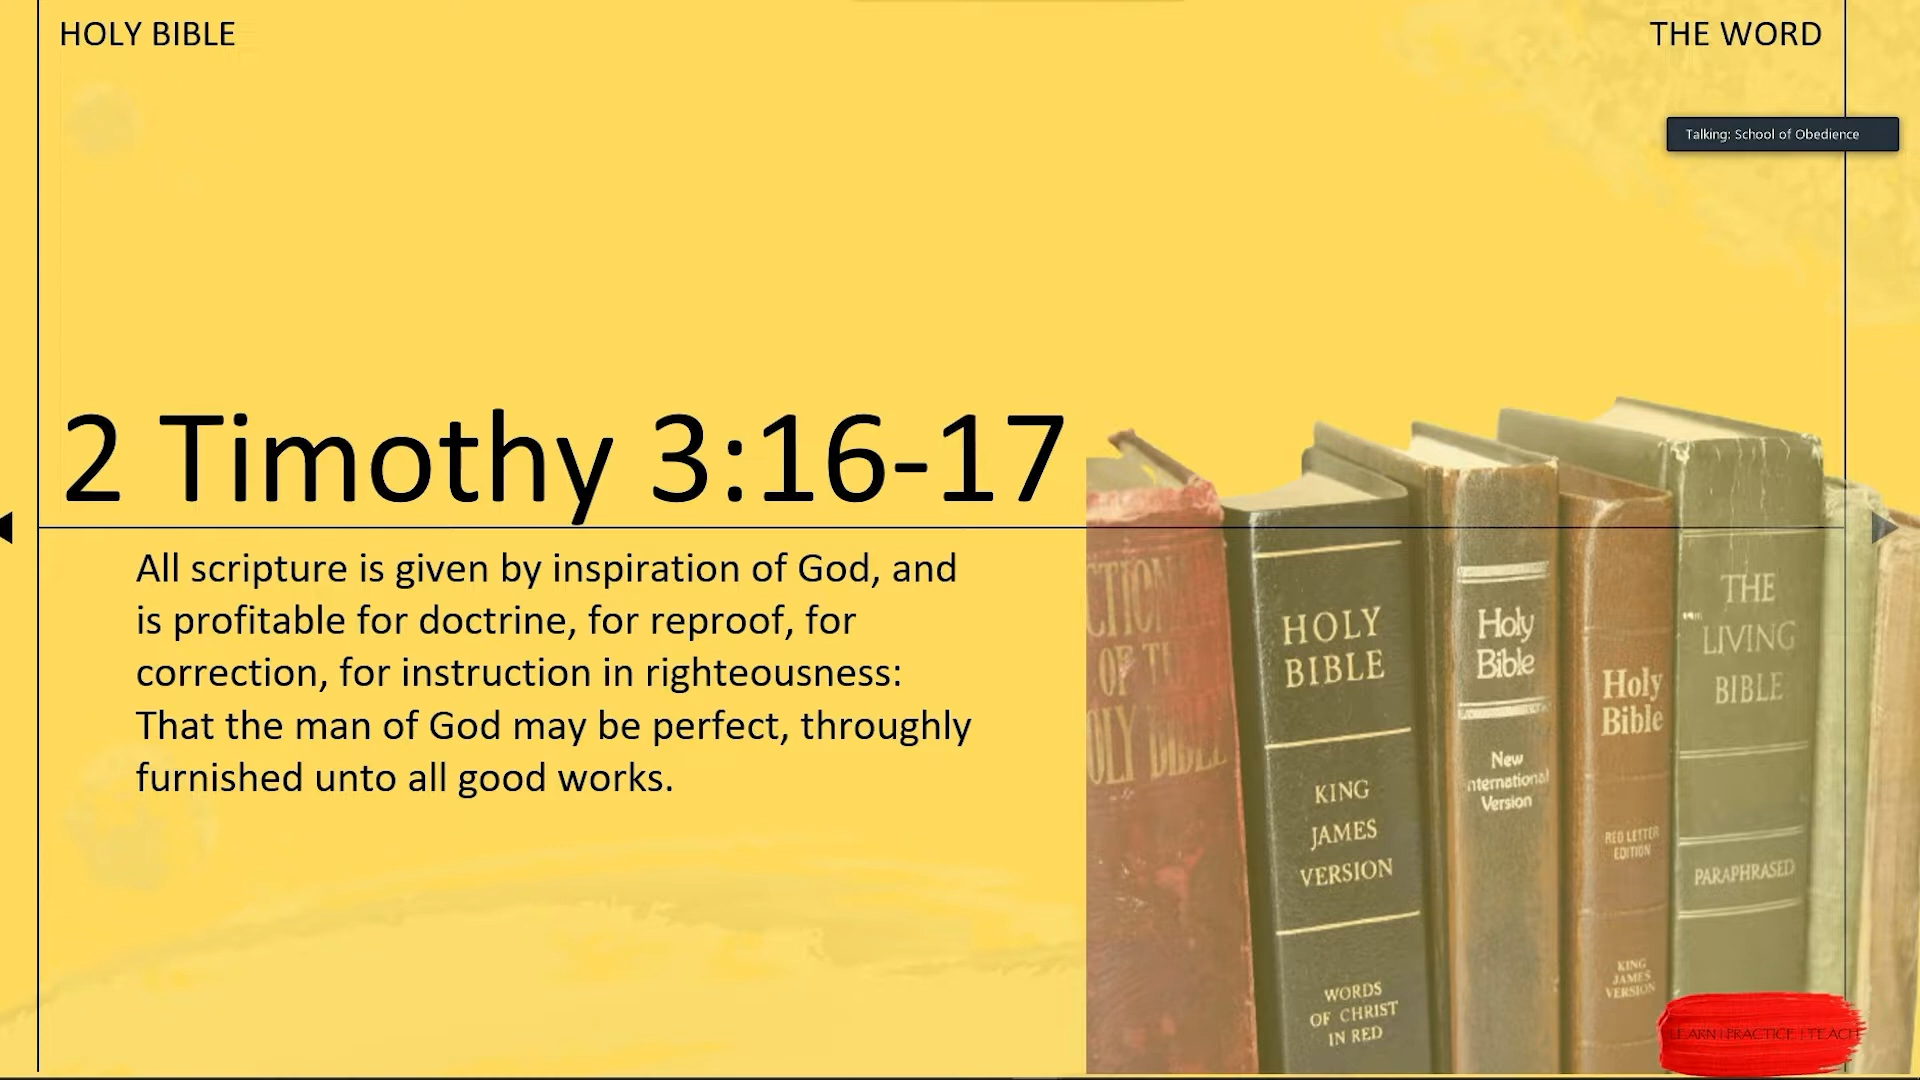 HOLY BIBLE
THE WORD
Talking: School of Obedience
2 Timothy 3:16-17
All scripture is given by inspiration of God, and
is profitable for doctrine, for reproof, for
correction, for instruction in righteousness:
That the man of God may be perfect, throughly
furnished unto all good works.
OF
HOLY
BIBLE
KING
JAMES
VERSION
WORDS
OF CHRIST
IN RED
Holy
Bible
New
nternational
Version
Holy
Bible
RED LETTER
EDITION
KING
JAMES
VERSION
THE
LIVING
BIBLE
PARAPHRASED
LEARN | PRACTICE | TEACH